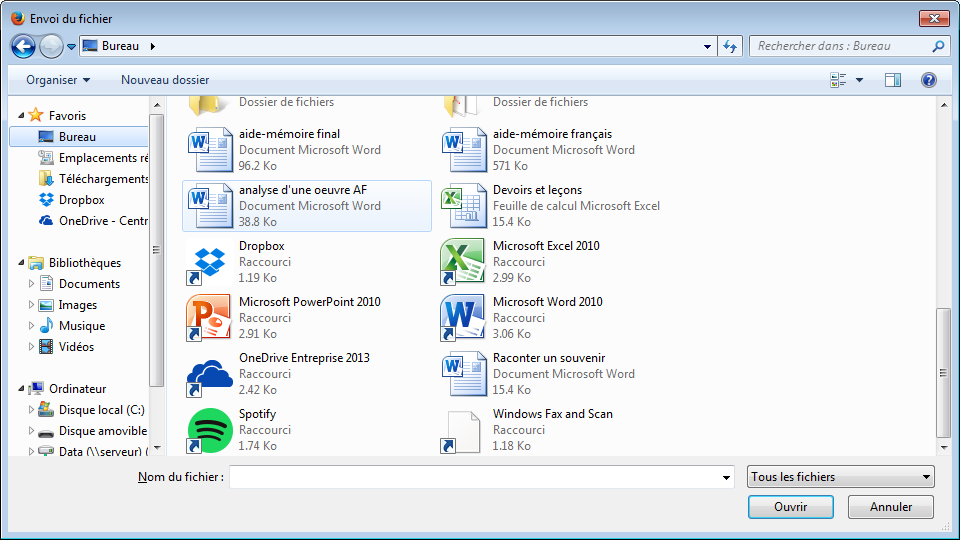 Envoi du fichier
Bureau
Rechercher dans : Bureau
Organiser
Nouveau dossier
Favoris
Bureau
Emplacements ré
Téléchargements
Dropbox
OneDrive - Centr
Bibliothèques
Documents
Images
Musique
Vidéos
Ordinateur
Disque local (C:)
Disque amovible
Data (\\serveur) (
Dossier de fichiers
Dossier de fichiers
aide-mémoire final
Document Microsoft Word
96.2 Ko
aide-mémoire français
Document Microsoft Word
571 Ko
analyse d'une oeuvre AF
Document Microsoft Word
38.8 Ko
Devoirs et leçons
Feuille de calcul Microsoft Excel
15.4 Ko
Dropbox
Raccourci
1.19 Ko
Microsoft Excel 2010
Raccourci
2.99 Ko
Microsoft PowerPoint 2010
Raccourci
2.91 Ko
Microsoft Word 2010
Raccourci
3.06 Ko
OneDrive Entreprise 2013
Raccourci
2.42 Ko
Raconter un souvenir
Document Microsoft Word
15.4 Ko
Spotify
Raccourci
1.74 Ko
Windows Fax and Scan
Raccourci
1.18 Ko
Nom du fichier :
Tous les fichiers
Ouvrir
Annuler